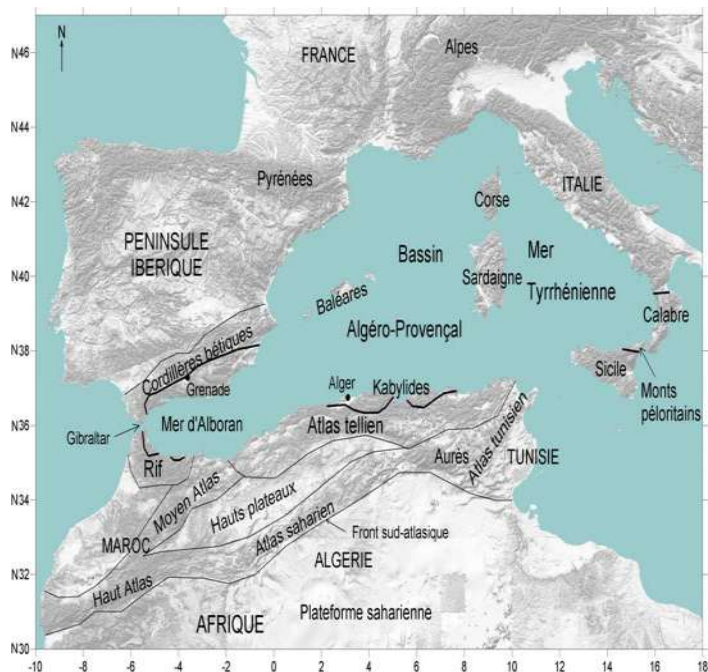 N46
N44
N42
N40
N38
N36
N34
N32
N30
N
FRANCE
Alpes
Pyrénées
Corse
ITALIE
PENINSULE
IBERIQUE
Bassin
Mer
Sardaigne
Tyrrhénienne
Baléares
Calabre
Algéro-Provençal
Cordillères bétiques
Grenade
Alger
Kabylides
Sicile
Monts
péloritains
Gibraltar
Mer d'Alboran
Atlas tellien
Rif
Aurès
Atlas tunisien
TUNISIE
Moyen Atlas
Hauts plateaux
MAROC
Atlas saharien
Front sud-atlasique
ALGERIE
Haut Atlas
AFRIQUE
Plateforme saharienne
-10 -8 -6 -4 -2 0 2 4 6 8 10 12 14 16 18